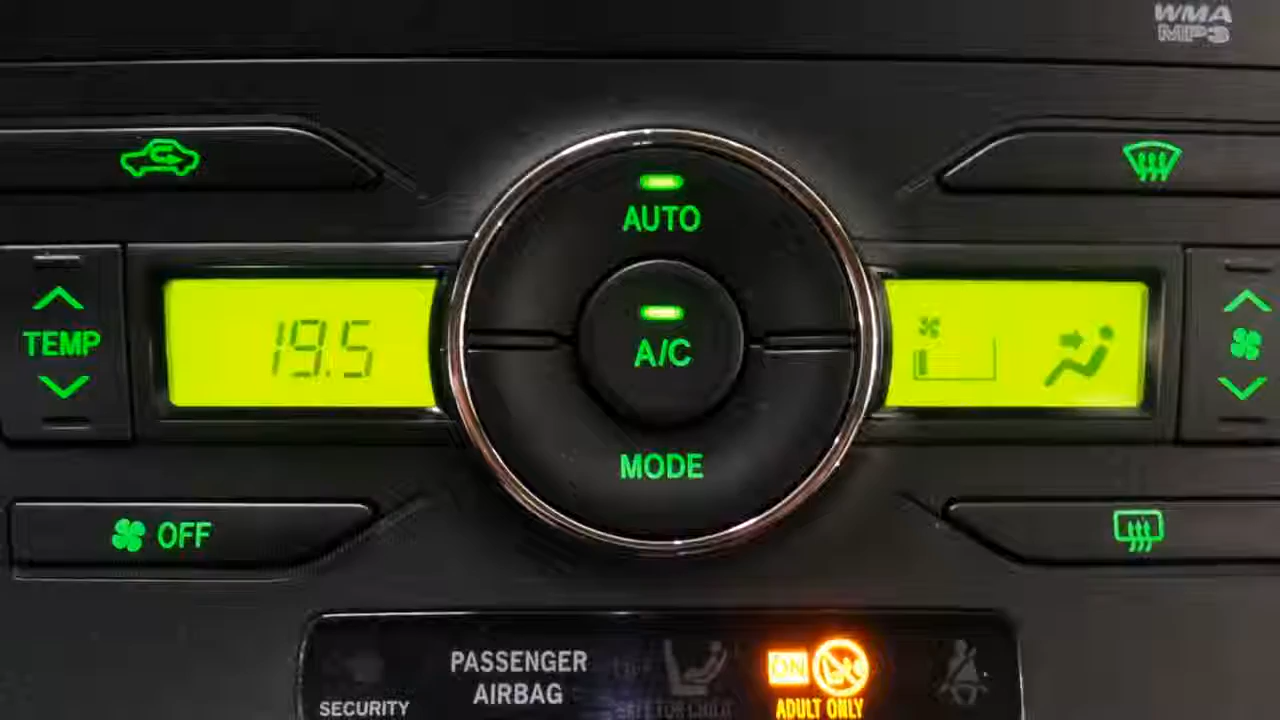 WMA
MP3
AUTO
TEMP
19.5
A/C
MODE
OFF
PASSENGER
AIRBAG
ON
SECURITY
ADULT ONLY